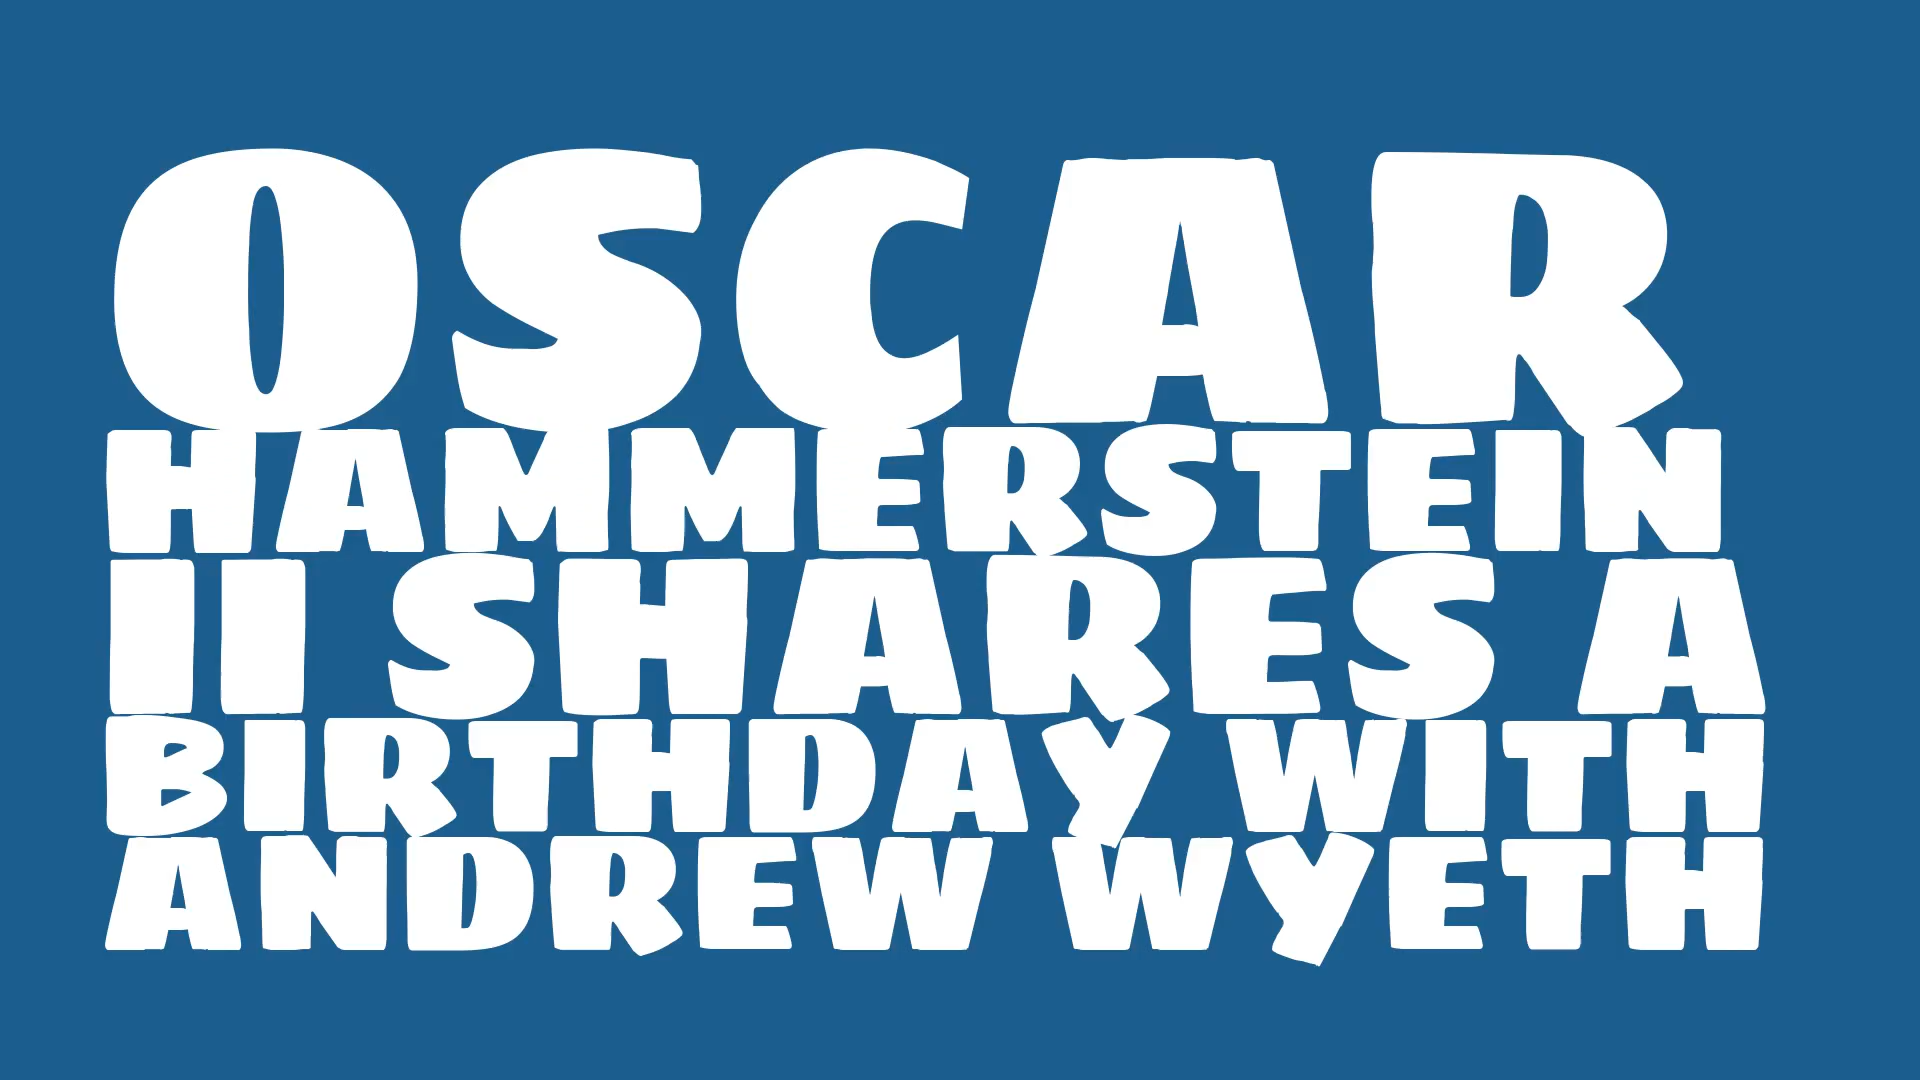 OSCAR
HAMMERSTEIN
II SHARES A
BIRTHDAY WITH
ANDREW WYETH